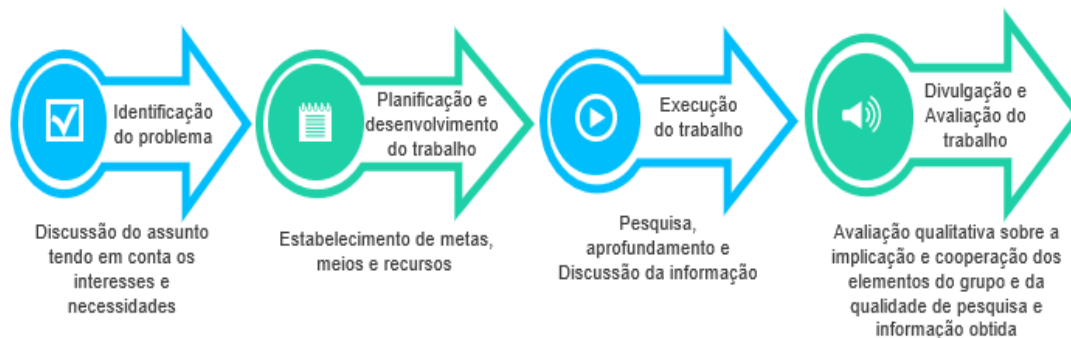 Identificação
do problema
Discussão do assunto
tendo em conta os
interesses e
necessidades
Planificação e
desenvolvimento
do trabalho
Estabelecimento de metas,
meios e recursos
Execução
do trabalho
Pesquisa,
aprofundamento e
Discussão da informação
Divulgação e
Avaliação do
trabalho
Avaliação qualitativa sobre a
implicação e cooperação dos
elementos do grupo e da
qualidade de pesquisa e
informação obtida